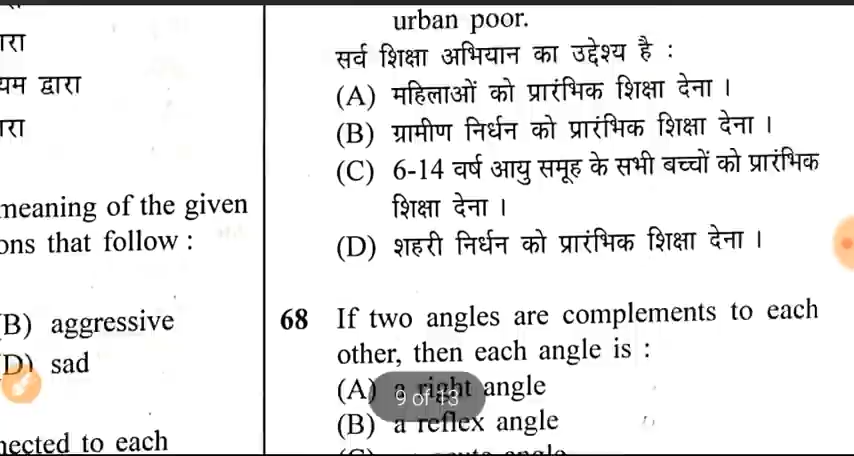 रा
यम द्वारा
रा
meaning of the given
ons that follow :
(B) aggressive
(D) sad
nected to each
urban poor.
सर्व शिक्षा अभियान का उद्देश्य है :
(A) महिलाओं को प्रारंभिक शिक्षा देना ।
(B) ग्रामीण निर्धन को प्रारंभिक शिक्षा देना ।
(C) 6-14 वर्ष आयु समूह के सभी बच्चों को प्रारंभिक
शिक्षा देना ।
(D) शहरी निर्धन को प्रारंभिक शिक्षा देना ।
68 If two angles are complements to each
other, then each angle is :
(A) a right angle
9 of 13
(B) a reflex angle